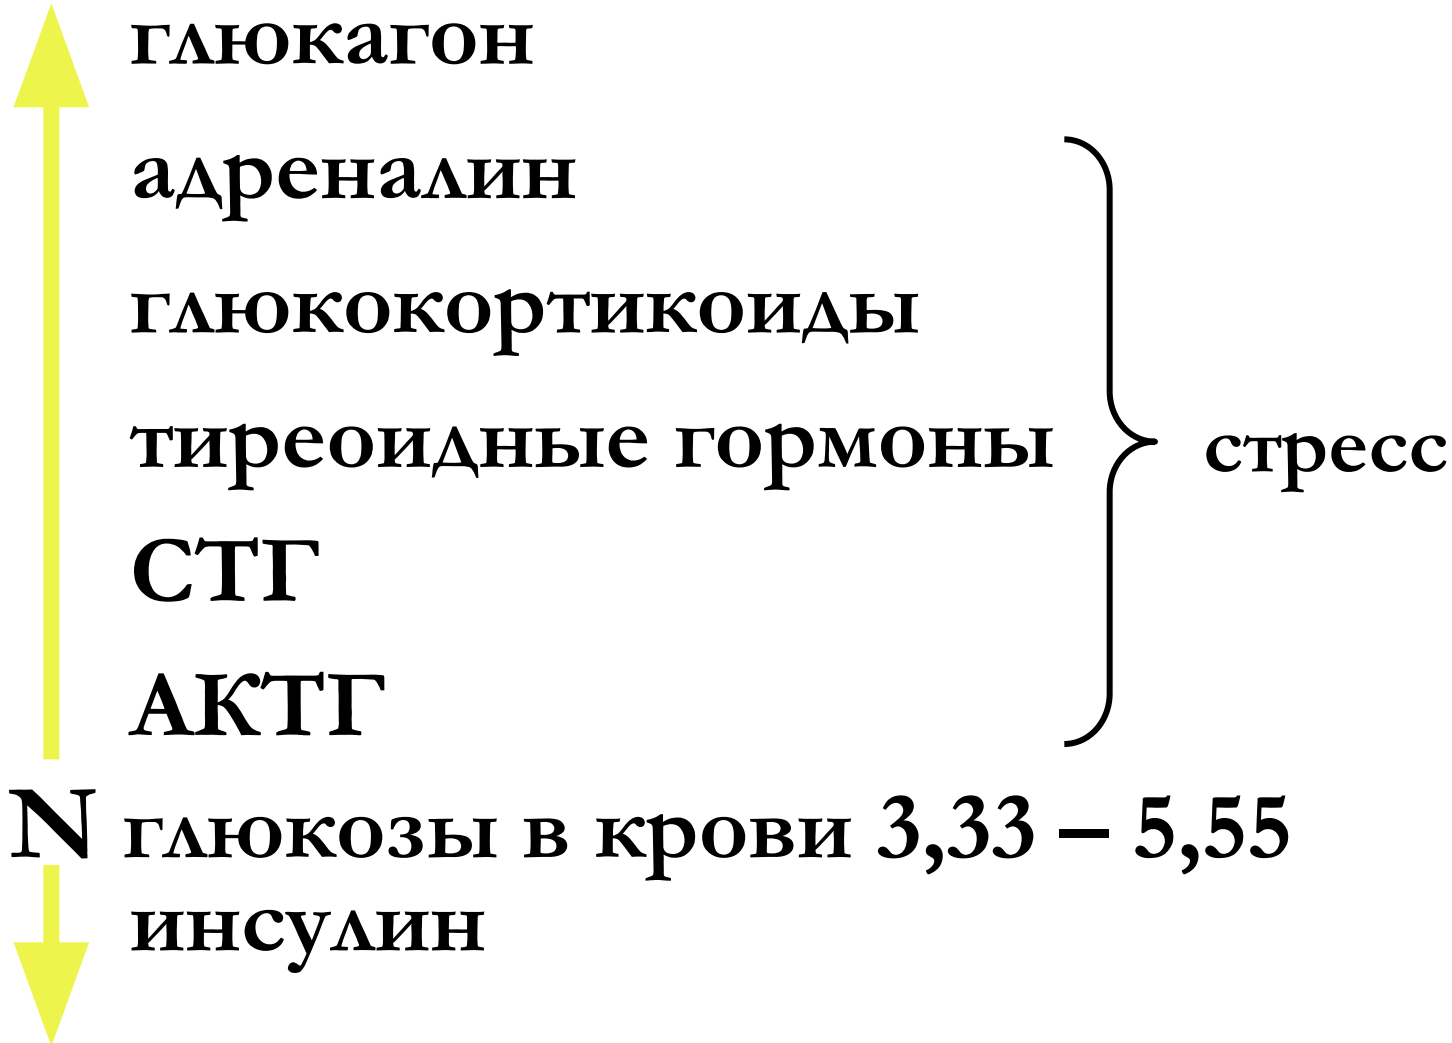 глюкагон
адреналин
глюкокортикоиды
тиреоидные гормоны
стресс
СТГ
АКТГ
N глюкозы в крови 3,33 – 5,55
инсулин